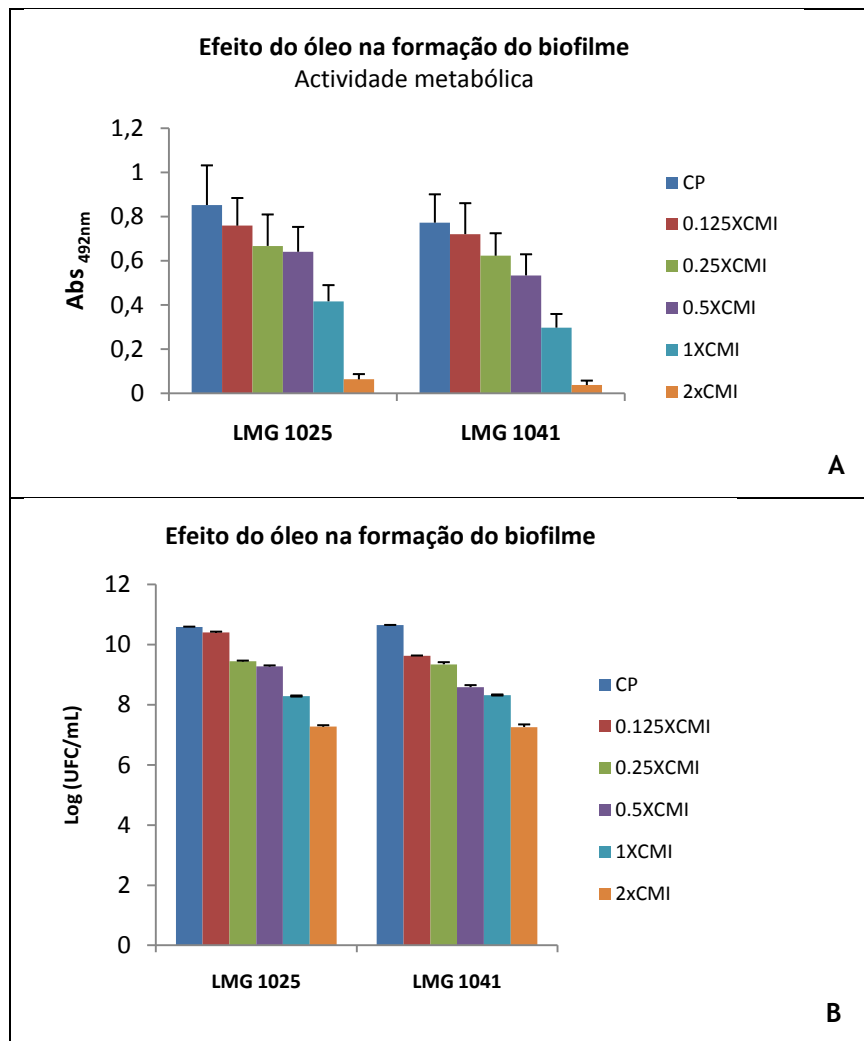 Efeito do óleo na formação do biofilme
Actividade metabólica
1,2
1
0,8
0,6
0,4
0,2
0
Abs 492nm
LMG 1025
LMG 1041
CP
0.125XCMI
0.25XCMI
0.5XCMI
1XCMI
2xCMI
A
Efeito do óleo na formação do biofilme
12
10
8
6
4
2
0
Log (UFC/mL)
LMG 1025
LMG 1041
CP
0.125XCMI
0.25XCMI
0.5XCMI
1XCMI
2xCMI
B